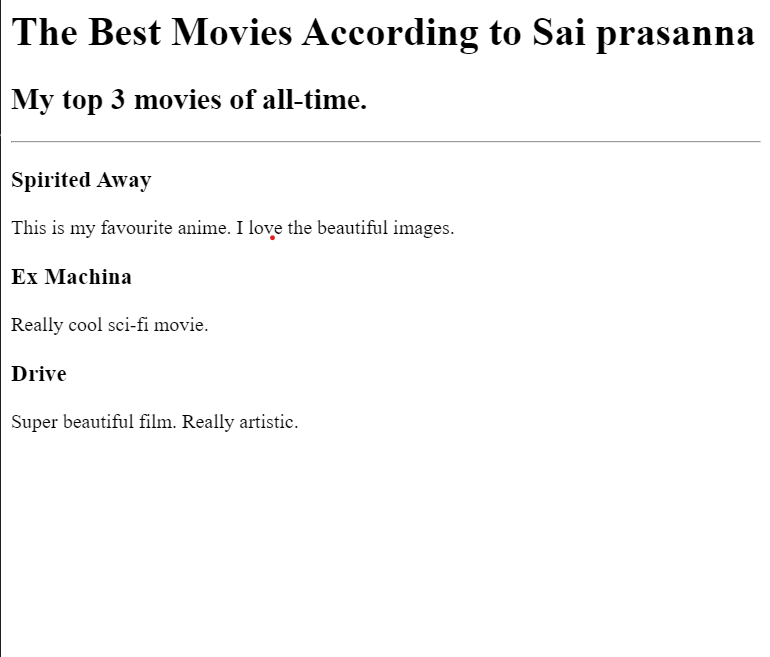 The Best Movies According to Sai prasanna
My top 3 movies of all-time.
Spirited Away
This is my favourite anime. I love the beautiful images.
Ex Machina
Really cool sci-fi movie.
Drive
Super beautiful film. Really artistic.